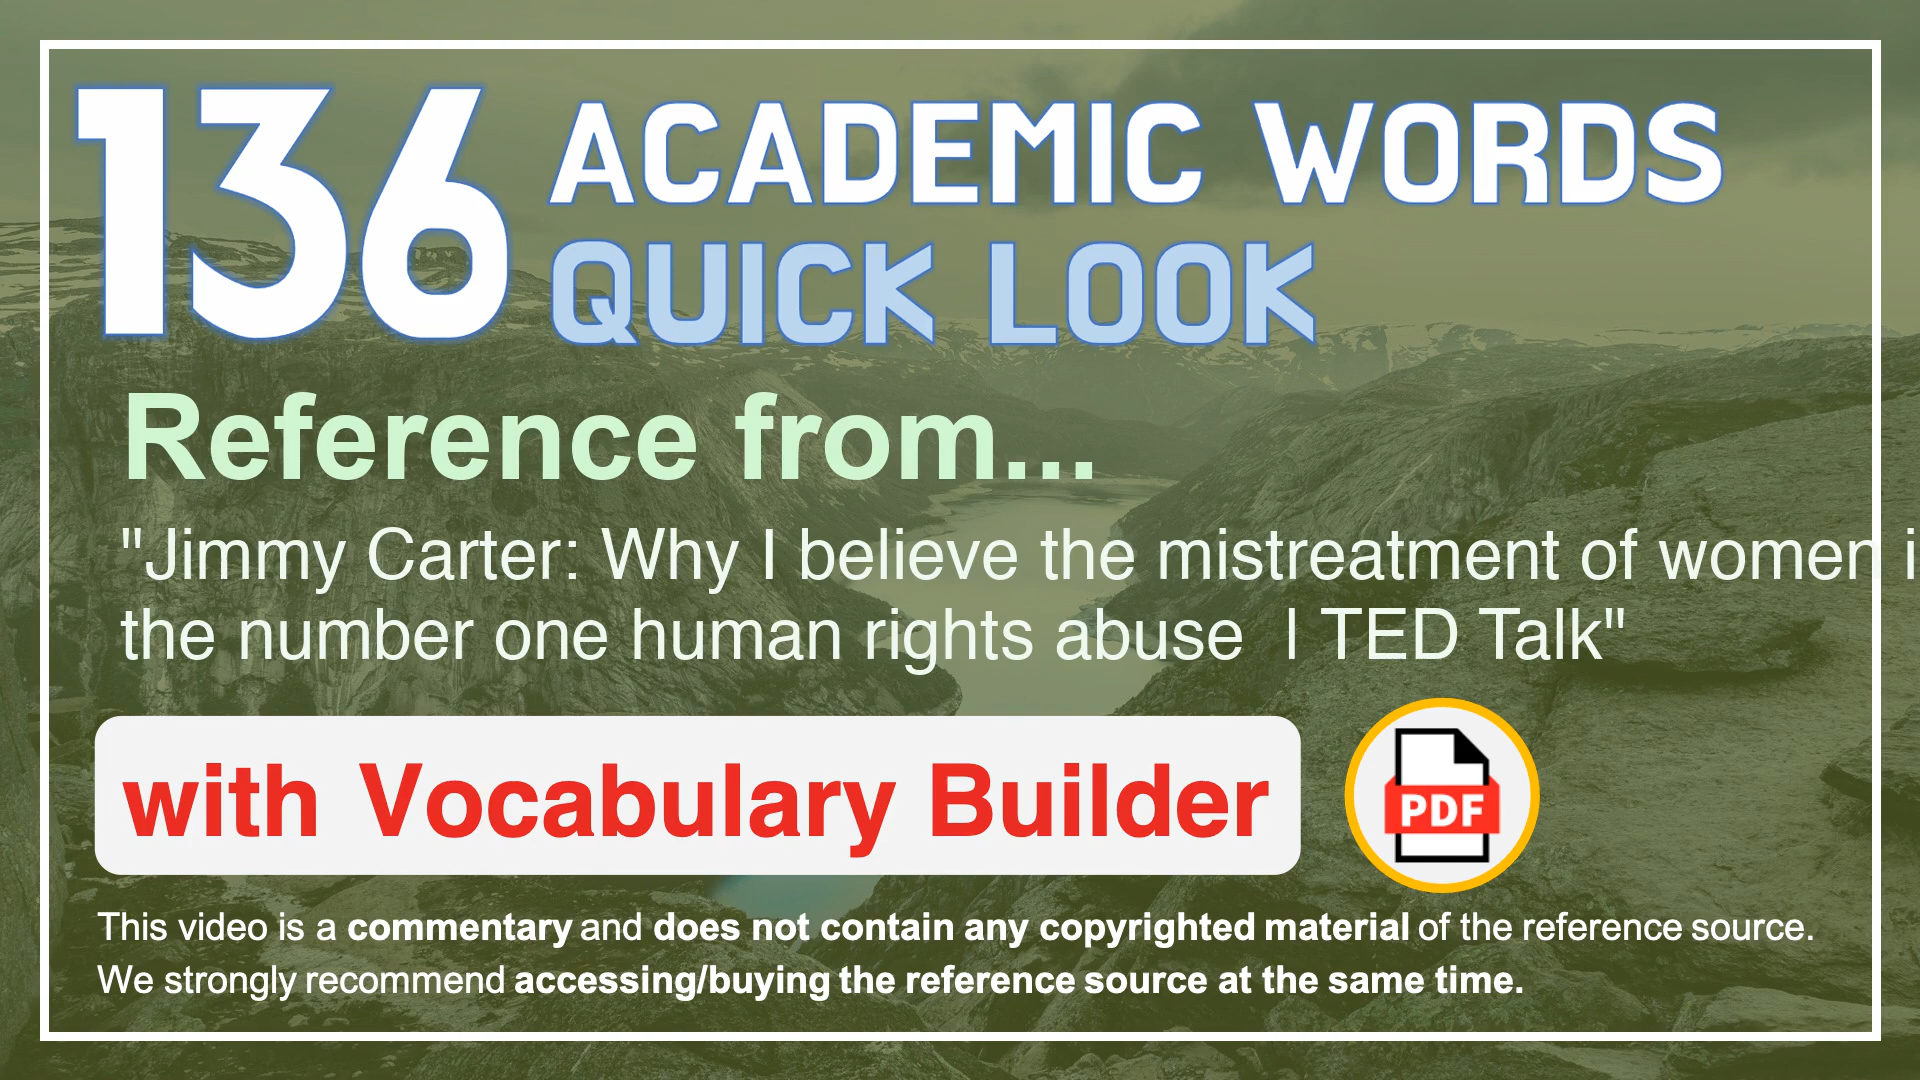 136 ACADEMIC WORDS
QUICK LOOK
Reference from...
"Jimmy Carter: Why I believe the mistreatment of women i
the number one human rights abuse  | TED Talk"
with Vocabulary Builder
PDF
This video is a commentary and does not contain any copyrighted material of the reference source.
We strongly recommend accessing/buying the reference source at the same time.